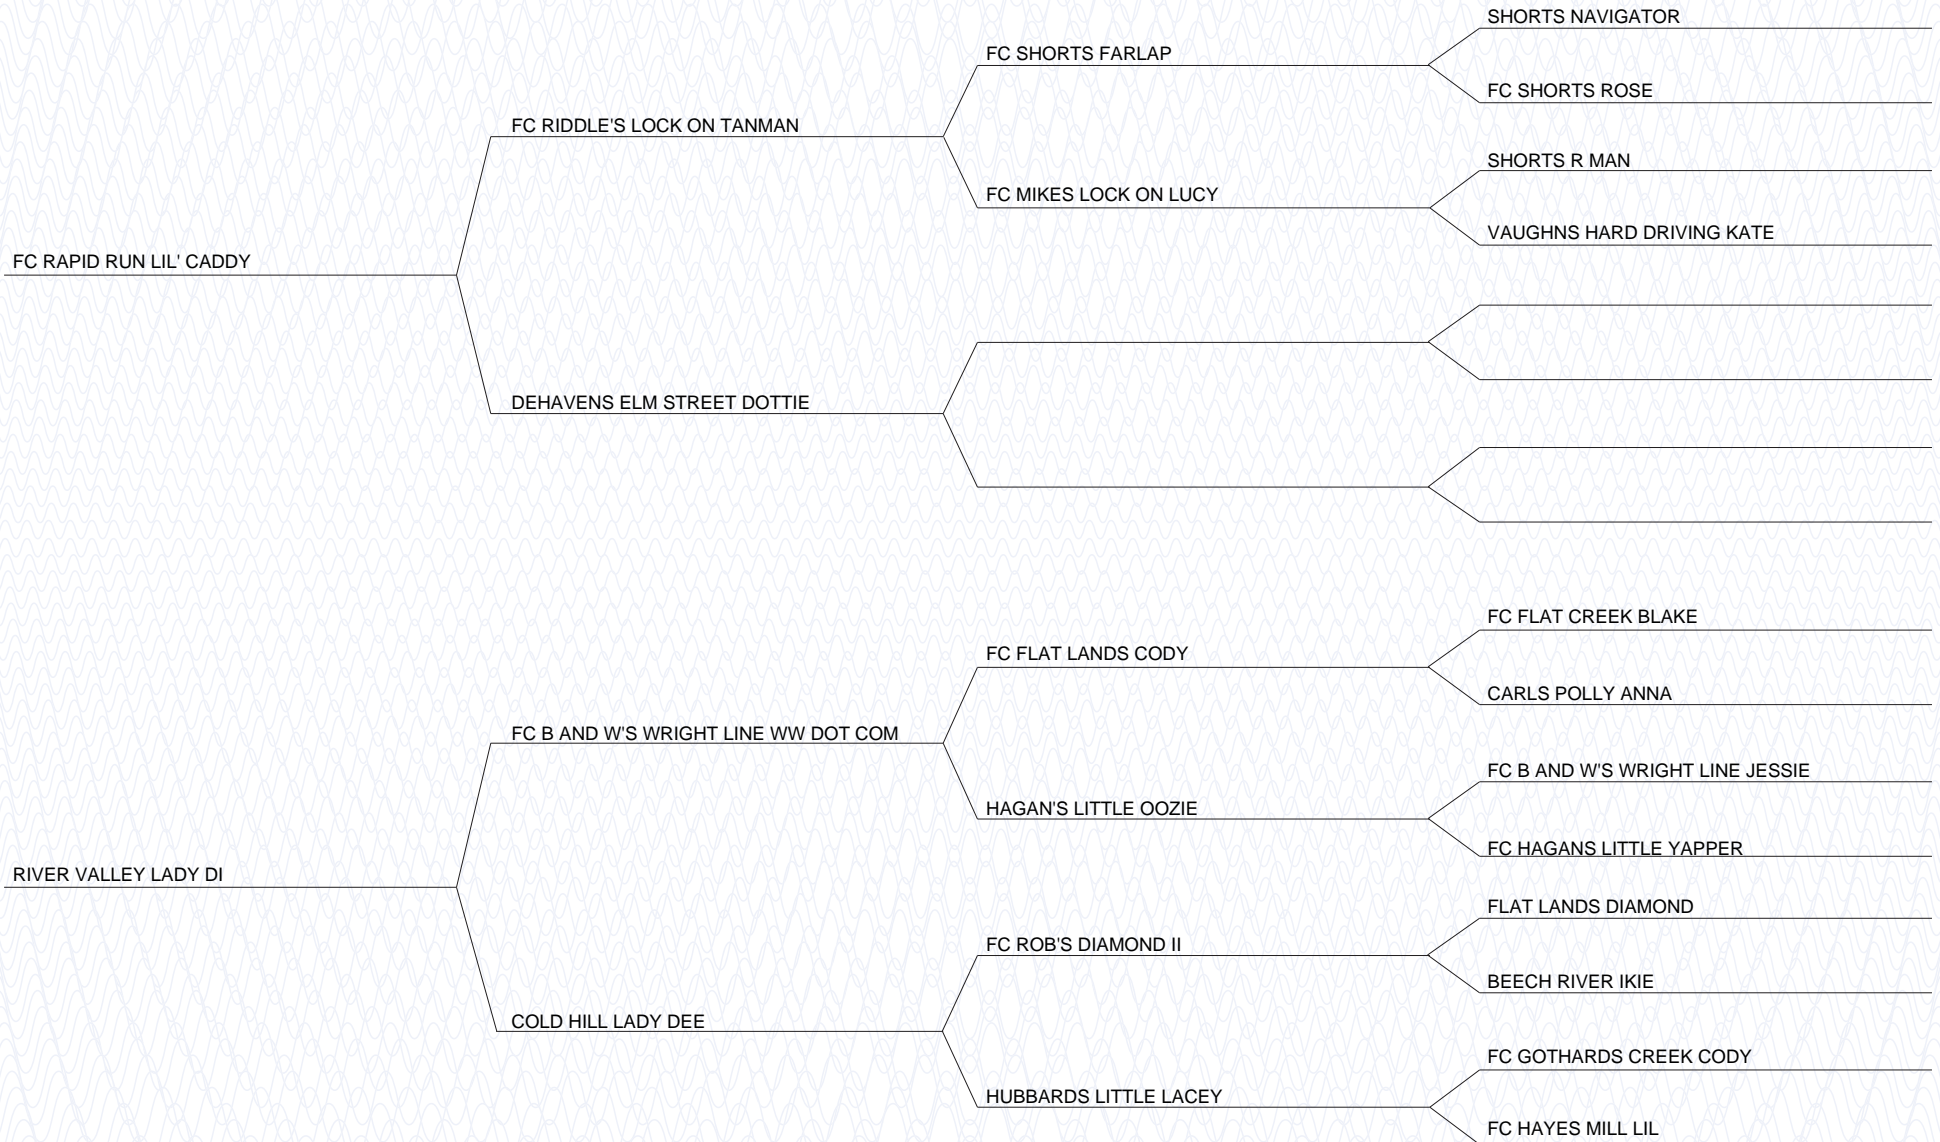 SHORTS NAVIGATOR
FC SHORTS FARLAP
FC SHORTS ROSE
FC RIDDLE'S LOCK ON TANMAN
SHORTS R MAN
FC MIKES LOCK ON LUCY
VAUGHNS HARD DRIVING KATE
FC RAPID RUN LIL' CADDY
DEHAVENS ELM STREET DOTTIE
FC FLAT CREEK BLAKE
FC FLAT LANDS CODY
CARLS POLLY ANNA
FC B AND W'S WRIGHT LINE WW DOT COM
FC B AND W'S WRIGHT LINE JESSIE
HAGAN'S LITTLE OOZIE
FC HAGANS LITTLE YAPPER
RIVER VALLEY LADY DI
FLAT LANDS DIAMOND
FC ROB'S DIAMOND II
BEECH RIVER IKIE
COLD HILL LADY DEE
FC GOTHARDS CREEK CODY
HUBBARDS LITTLE LACEY
FC HAYES MILL LIL